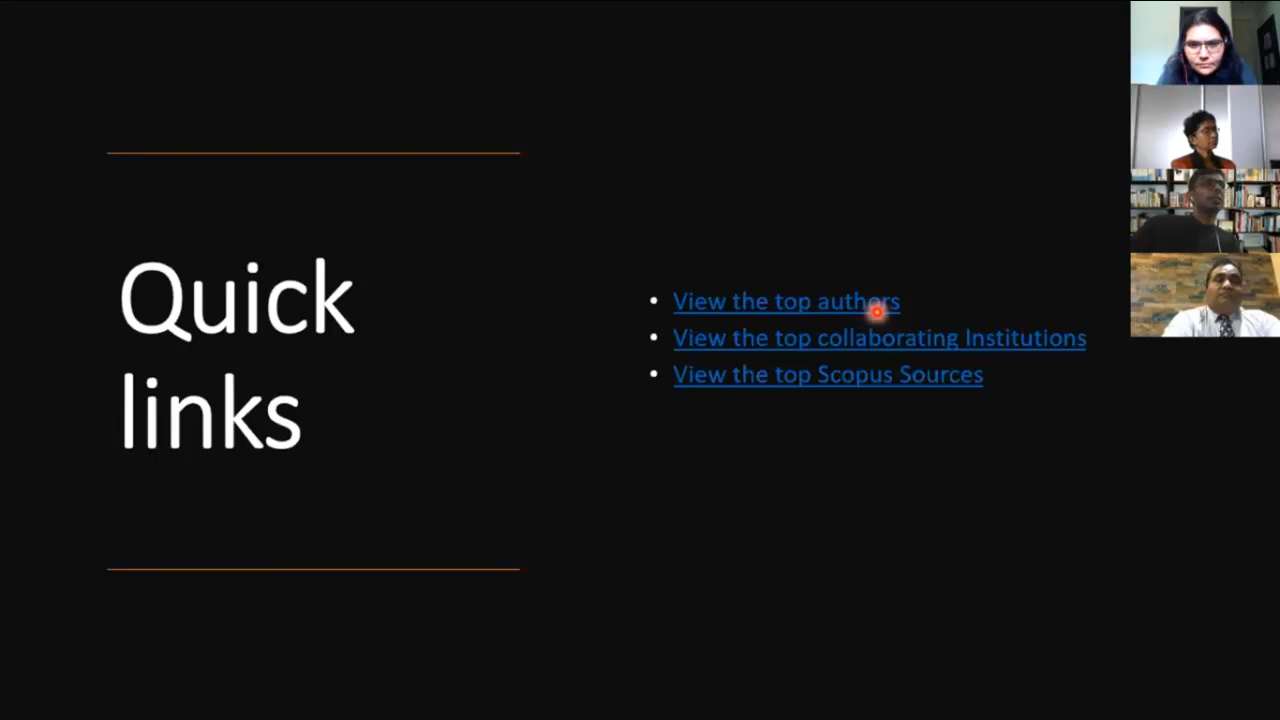 Quick
links
View the top authors
View the top collaborating Institutions
View the top Scopus Sources